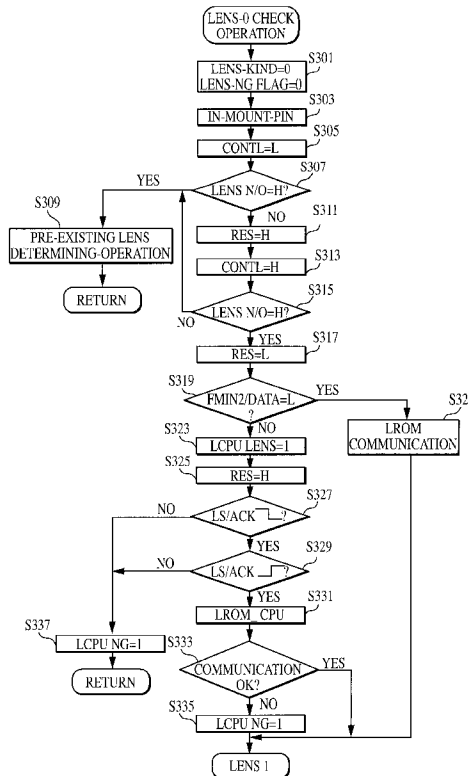 LENS-0 CHECK
OPERATION
S301
LENS-KIND=0
LENS-NG FLAG=0
S303
IN-MOUNT-PIN
S305
CONTL=L
S307
LENS N/O=H?
YES
NO
S309
PRE-EXISTING LENS
DETERMINING-OPERATION
RETURN
S311
RES=H
S313
CONTL=H
S315
LENS N/O=H?
NO
YES
S317
RES=L
S319
FMIN2/DATA=L
?
YES
NO
S32
LROM
COMMUNICATION
S323
LCPU LENS=1
S325
RES=H
S327
LS/ACK ?
NO
YES
S329
LS/ACK ?
NO
YES
S331
LROM_CPU
S337
LCPU NG=1
RETURN
S333
COMMUNICATION
OK?
YES
NO
S335
LCPU NG=1
LENS 1